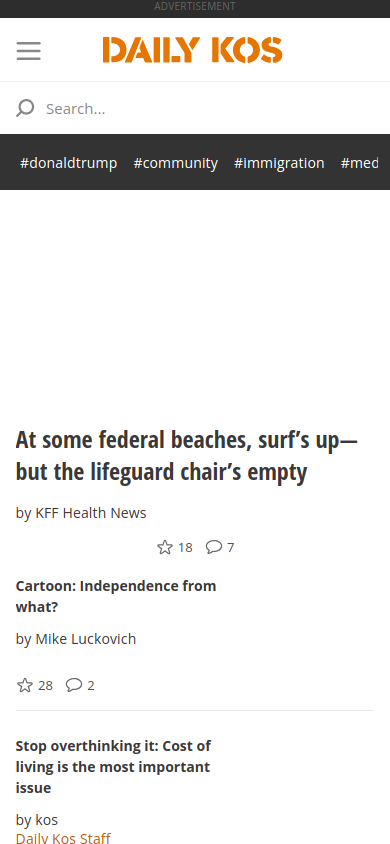 ADVERTISEMENT
DAILY KOS
Search...
#donaldtrump #community #immigration #med
At some federal beaches, surf's up—
but the lifeguard chair's empty
by KFF Health News
18 7
Cartoon: Independence from
what?
by Mike Luckovich
28 2
Stop overthinking it: Cost of
living is the most important
issue
by kos
Daily Kos Staff